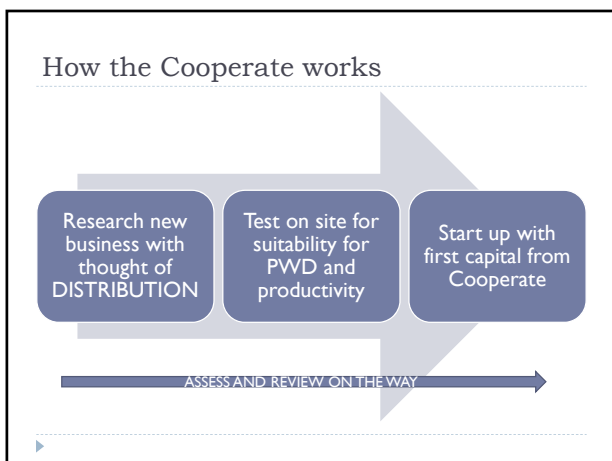 How the Cooperate works
Research new
business with
thought of
DISTRIBUTION
Test on site for
suitability for
PWD and
productivity
Start up with
first capital from
Cooperate
ASSESS AND REVIEW ON THE WAY